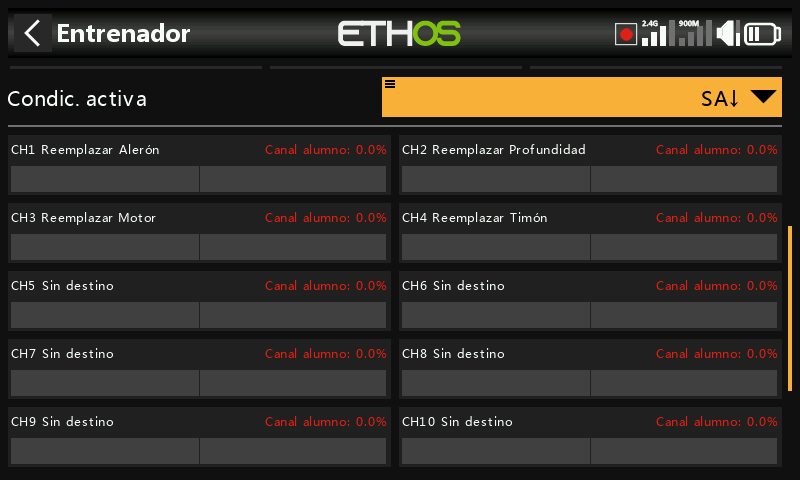 Entrenador
ETHOS
2.4G
900M
Condic. activa
SA↓
CH1 Reemplazar Alerón
Canal alumno: 0.0%
CH2 Reemplazar Profundidad
Canal alumno: 0.0%
CH3 Reemplazar Motor
Canal alumno: 0.0%
CH4 Reemplazar Timón
Canal alumno: 0.0%
CH5 Sin destino
Canal alumno: 0.0%
CH6 Sin destino
Canal alumno: 0.0%
CH7 Sin destino
Canal alumno: 0.0%
CH8 Sin destino
Canal alumno: 0.0%
CH9 Sin destino
Canal alumno: 0.0%
CH10 Sin destino
Canal alumno: 0.0%